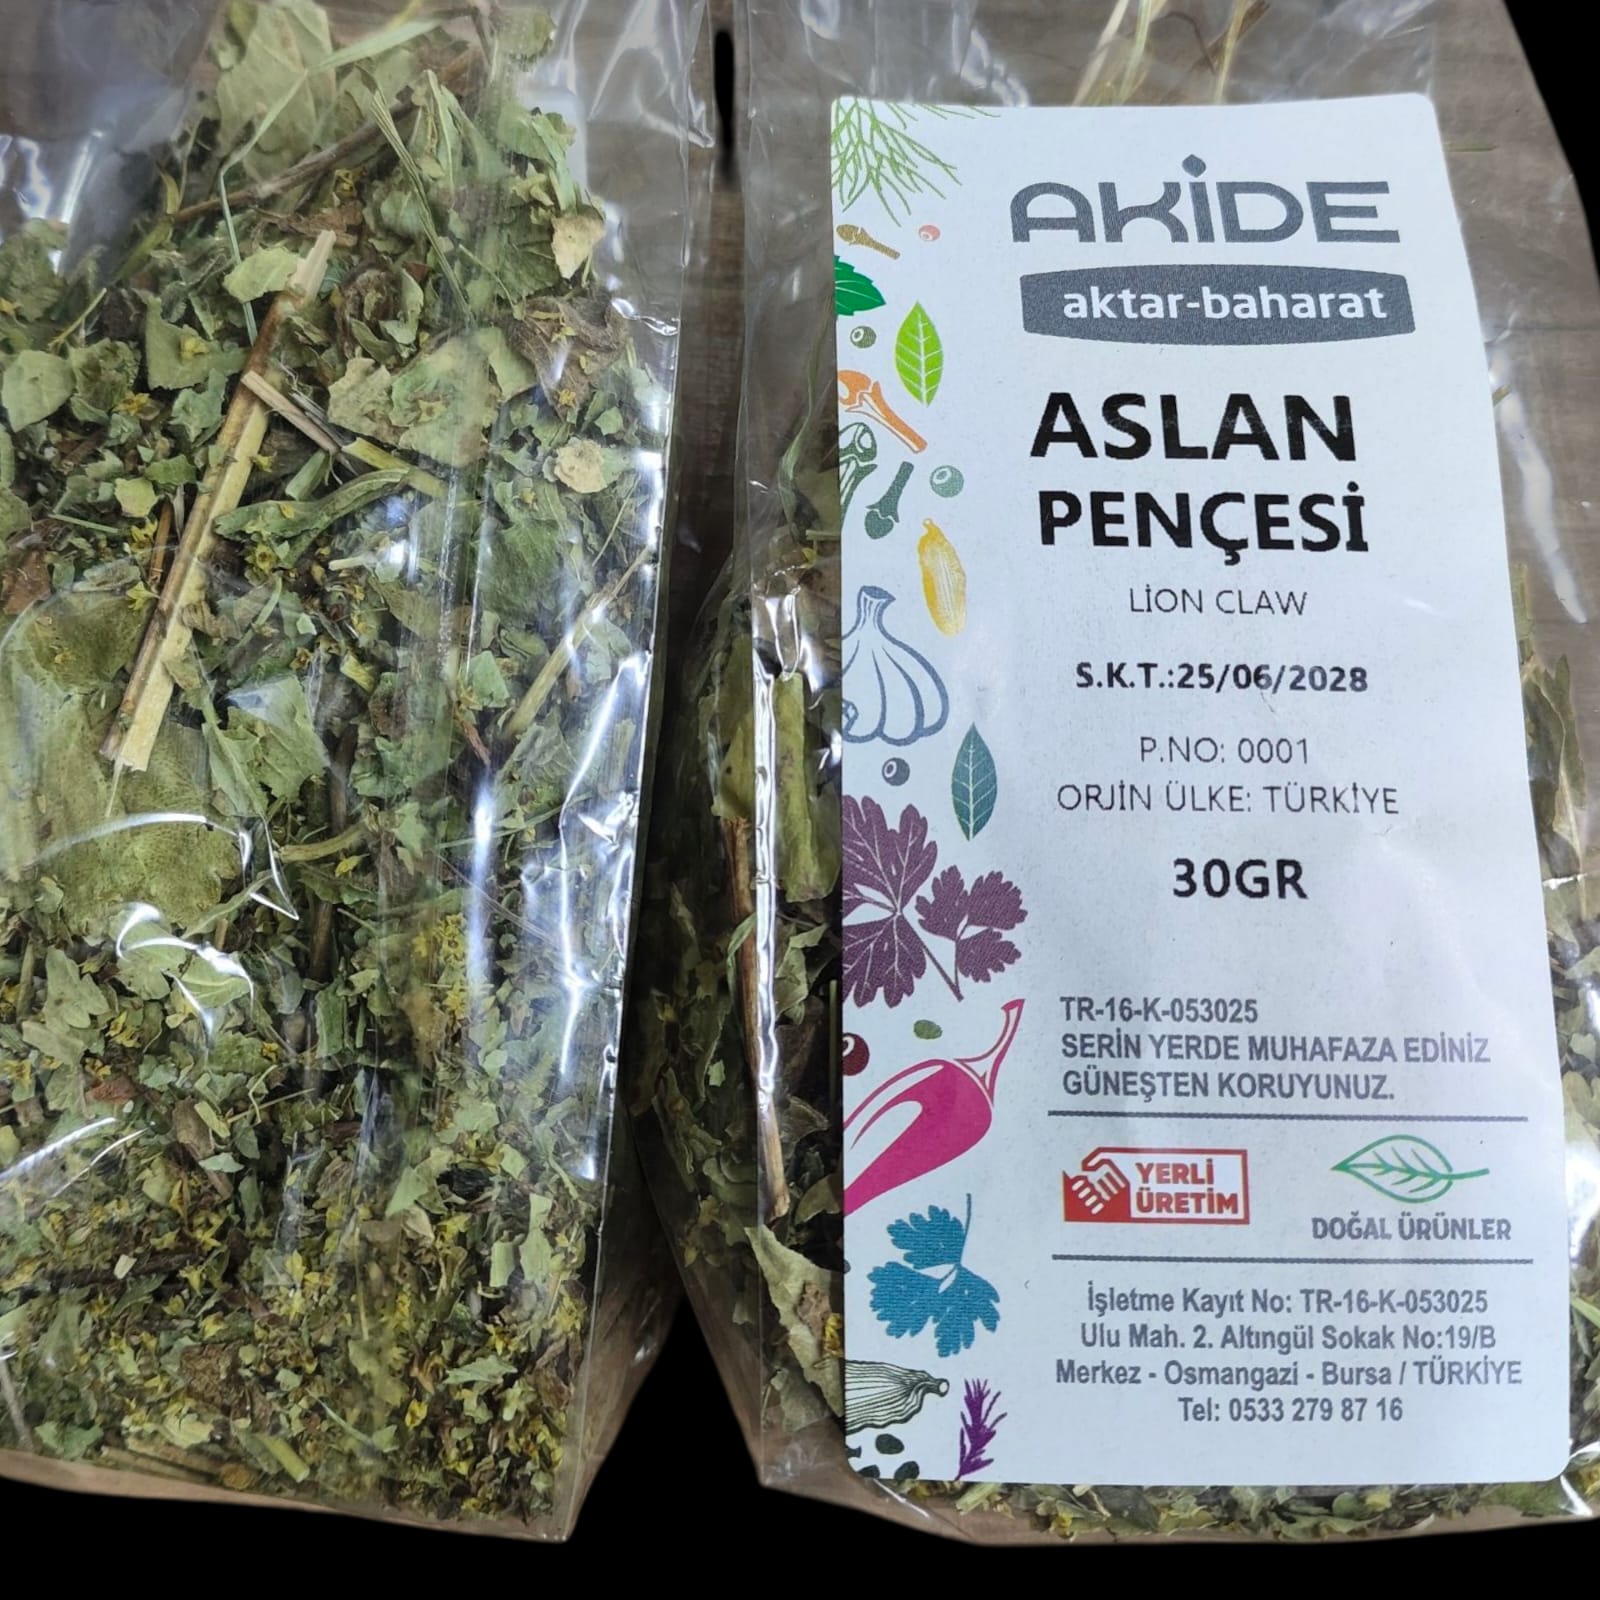 AKİDE
aktar-baharat
ASLAN
PENÇESİ
LİON CLAW
S.K.T.:25/06/2028
P.NO: 0001
ORJİN ÜLKE: TÜRKİYE
30GR
TR-16-K-053025
SERİN YERDE MUHAFAZA EDİNİZ
GÜNEŞTEN KORUYUNUZ.
YERLİ
ÜRETİM
DOĞAL ÜRÜNLER
İşletme Kayıt No: TR-16-K-053025
Ulu Mah. 2. Altıngül Sokak No:19/B
Merkez - Osmangazi - Bursa / TÜRKİYE
Tel: 0533 279 87 16